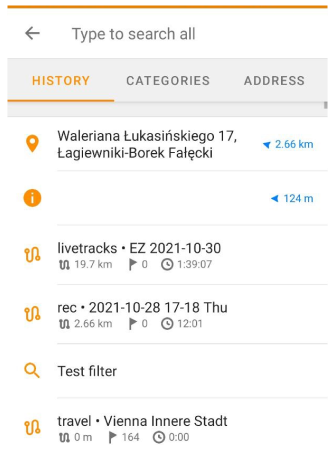 Type to search all
HISTORY CATEGORIES ADDRESS
Waleriana Łukasińskiego 17,
Łagiewniki-Borek Fałęcki
2.66 km
124 m
livetracks • EZ 2021-10-30
19.7 km 0 1:39:07
rec • 2021-10-28 17-18 Thu
2.66 km 0 12:01
Test filter
travel • Vienna Innere Stadt
0 m 164 0:00